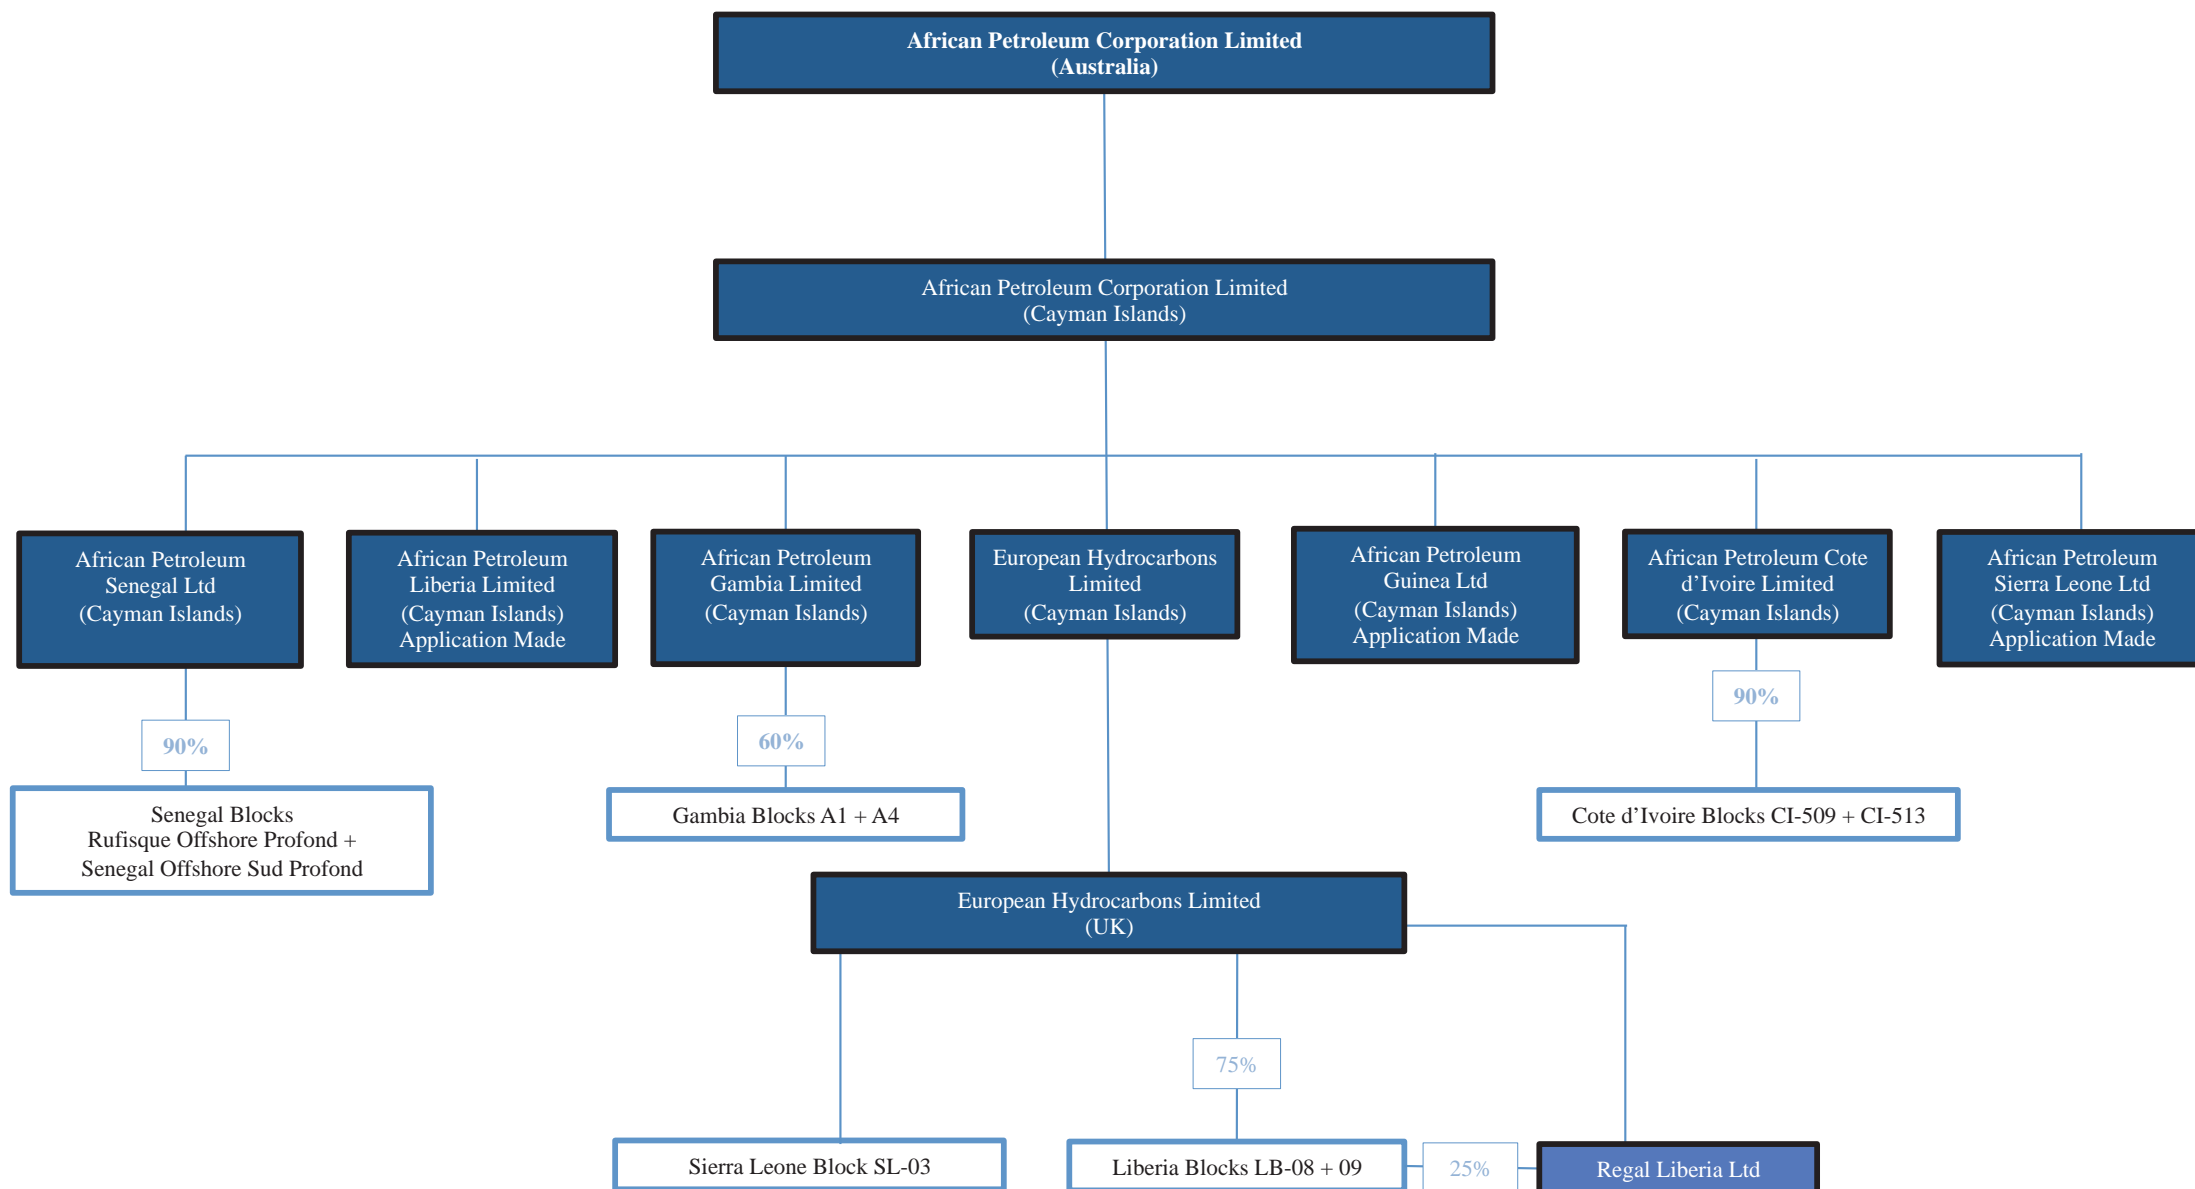 African Petroleum Corporation Limited
(Australia)
African Petroleum Corporation Limited
(Cayman Islands)
African Petroleum
Senegal Ltd
(Cayman Islands)
African Petroleum
Liberia Limited
(Cayman Islands)
Application Made
African Petroleum
Gambia Limited
(Cayman Islands)
European Hydrocarbons
Limited
(Cayman Islands)
African Petroleum
Guinea Ltd
(Cayman Islands)
Application Made
African Petroleum Cote
d’Ivoire Limited
(Cayman Islands)
African Petroleum
Sierra Leone Ltd
(Cayman Islands)
Application Made
90%
60%
90%
Senegal Blocks
Rufisque Offshore Profond +
Senegal Offshore Sud Profond
Gambia Blocks A1 + A4
Cote d’Ivoire Blocks CI-509 + CI-513
European Hydrocarbons Limited
(UK)
75%
Sierra Leone Block SL-03
Liberia Blocks LB-08 + 09
25%
Regal Liberia Ltd